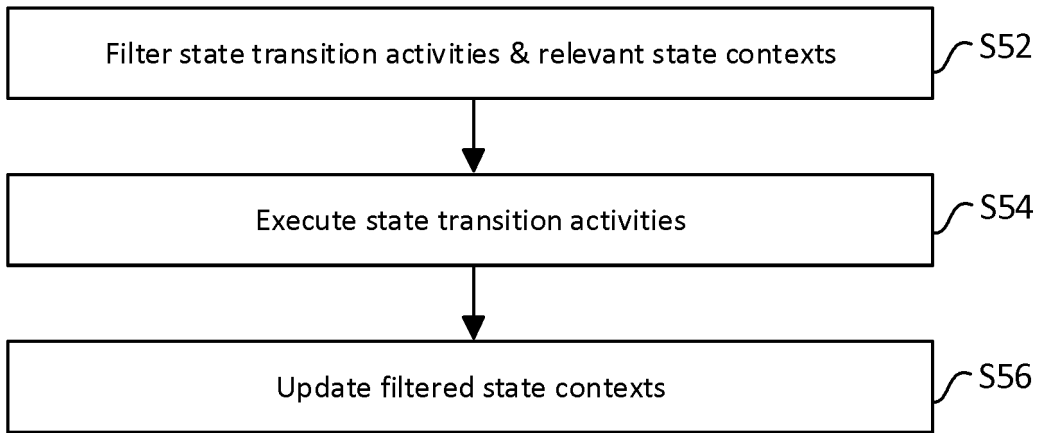 Filter state transition activities & relevant state contexts
S52
Execute state transition activities
S54
Update filtered state contexts
S56